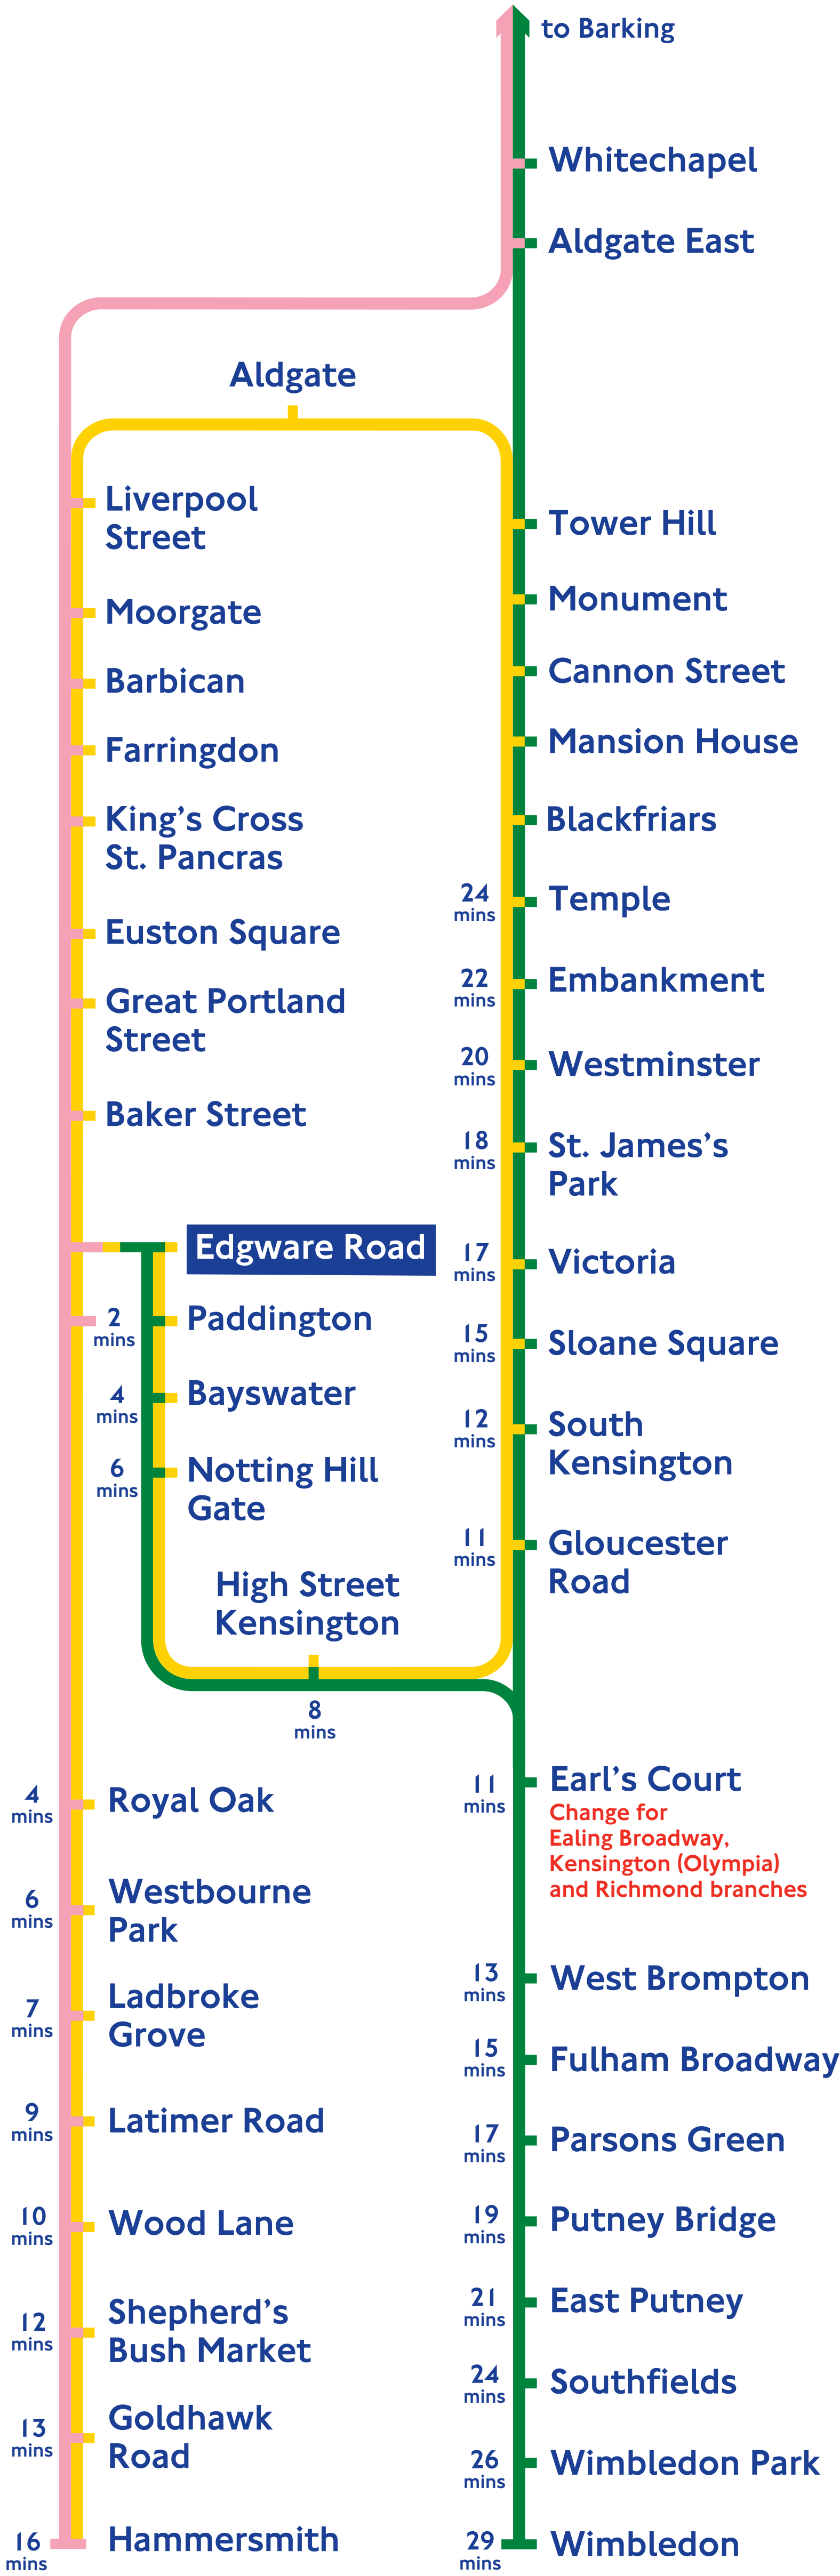 to Barking
Whitechapel
Aldgate East
Aldgate
Liverpool
Street
Moorgate
Barbican
Farringdon
King's Cross
St. Pancras
Euston Square
Great Portland
Street
Baker Street
Edgware Road
2
mins
Paddington
4
mins
Bayswater
6
mins
Notting Hill
Gate
High Street
Kensington
8
mins
4
mins
Royal Oak
6
mins
Westbourne
Park
7
mins
Ladbroke
Grove
9
mins
Latimer Road
10
mins
Wood Lane
12
mins
Shepherd's
Bush Market
13
mins
Goldhawk
Road
16
mins
Hammersmith
Tower Hill
Monument
Cannon Street
Mansion House
Blackfriars
24
mins
Temple
22
mins
Embankment
20
mins
Westminster
18
mins
St. James's
Park
17
mins
Victoria
15
mins
Sloane Square
12
mins
South
Kensington
11
mins
Gloucester
Road
11
mins
Earl's Court
Change for
Ealing Broadway,
Kensington (Olympia)
and Richmond branches
13
mins
West Brompton
15
mins
Fulham Broadway
17
mins
Parsons Green
19
mins
Putney Bridge
21
mins
East Putney
24
mins
Southfields
26
mins
Wimbledon Park
29
mins
Wimbledon